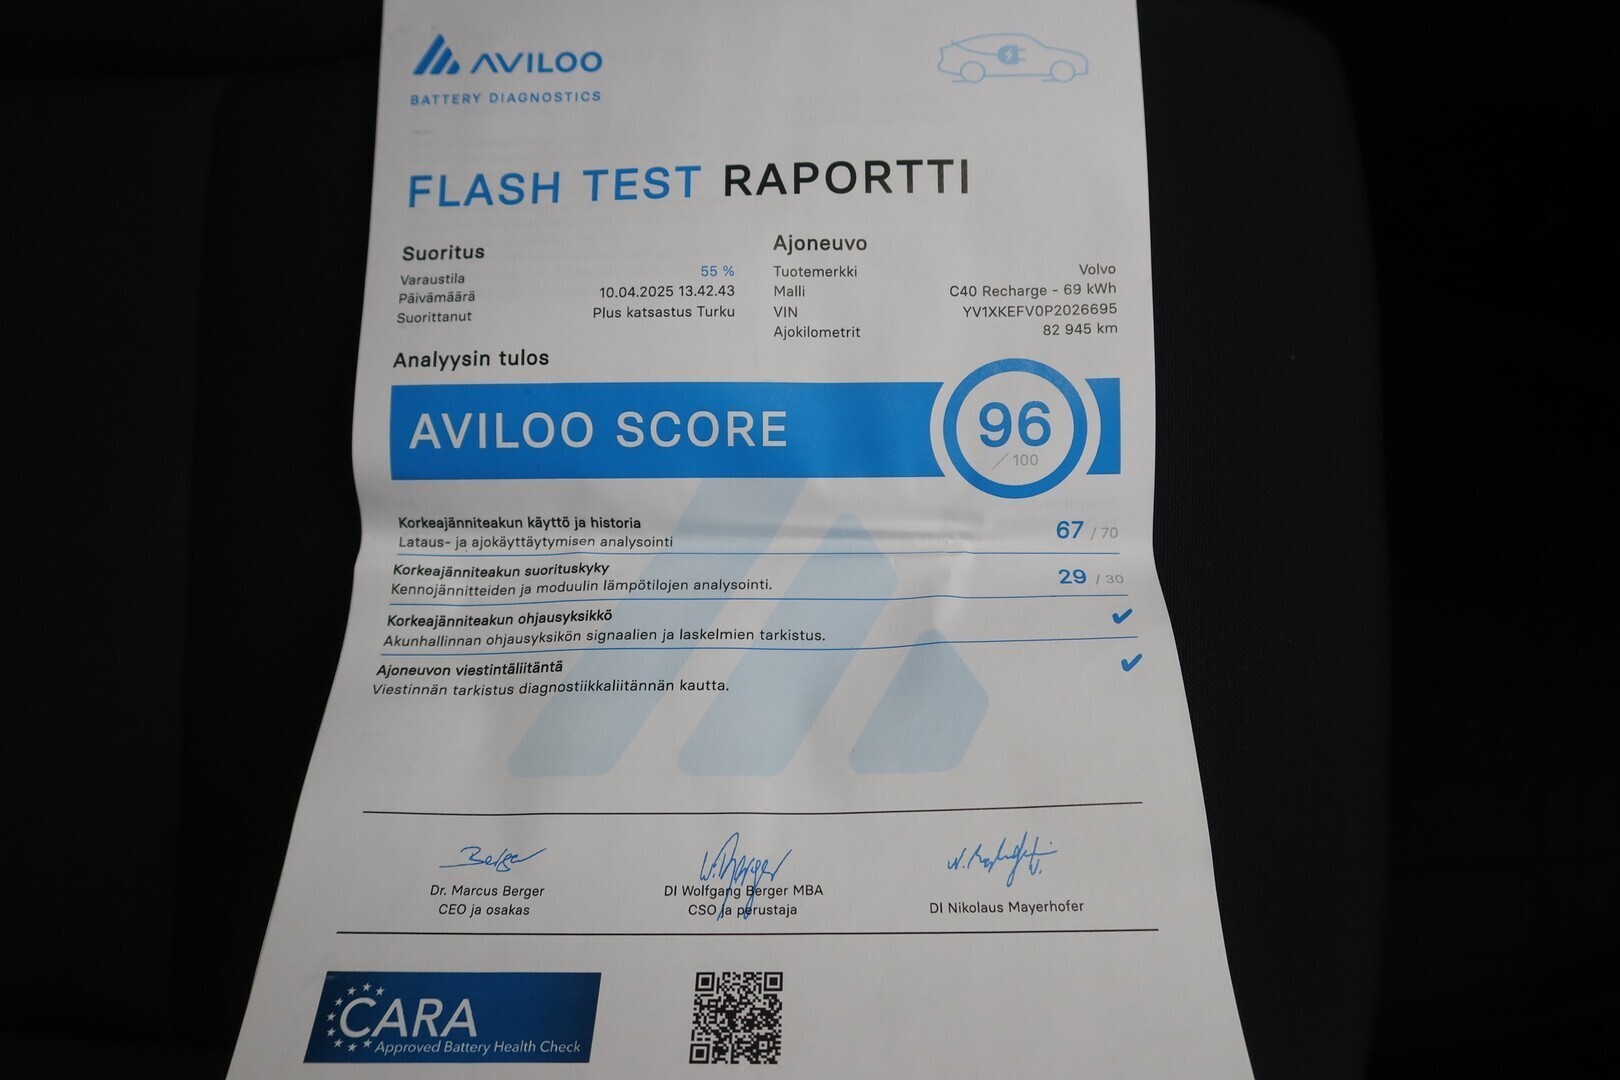 AVILOO
BATTERY DIAGNOSTICS
FLASH TEST RAPORTTI
Suoritus
Varaustila 55 %
Päivämäärä 10.04.2025 13.42.43
Suorittanut Plus katsastus Turku
Ajoneuvo
Tuotemerkki Volvo
Malli C40 Recharge - 69 kWh
VIN YV1XKEFV0P2026695
Ajokilometrit 82 945 km
Analyysin tulos
AVILOO SCORE 96 / 100
Korkeajänniteakun käyttö ja historia 67 / 70
Lataus- ja ajokäyttäytymisen analysointi
Korkeajänniteakun suorituskyky 29 / 30
Kennojännitteiden ja moduulin lämpötilojen analysointi.
Korkeajänniteakun ohjausyksikkö ✔
Akunhallinnan ohjausyksikön signaalien ja laskelmien tarkistus.
Ajoneuvon viestintäliitäntä ✔
Viestinnän tarkistus diagnostiikkaliitännän kautta.
Berger
W. Berger
Dr. Marcus Berger
CEO ja osakas
DI Wolfgang Berger MBA
CSO ja perustaja
DI Nikolaus Mayerhofer
CARA
Approved Battery Health Check